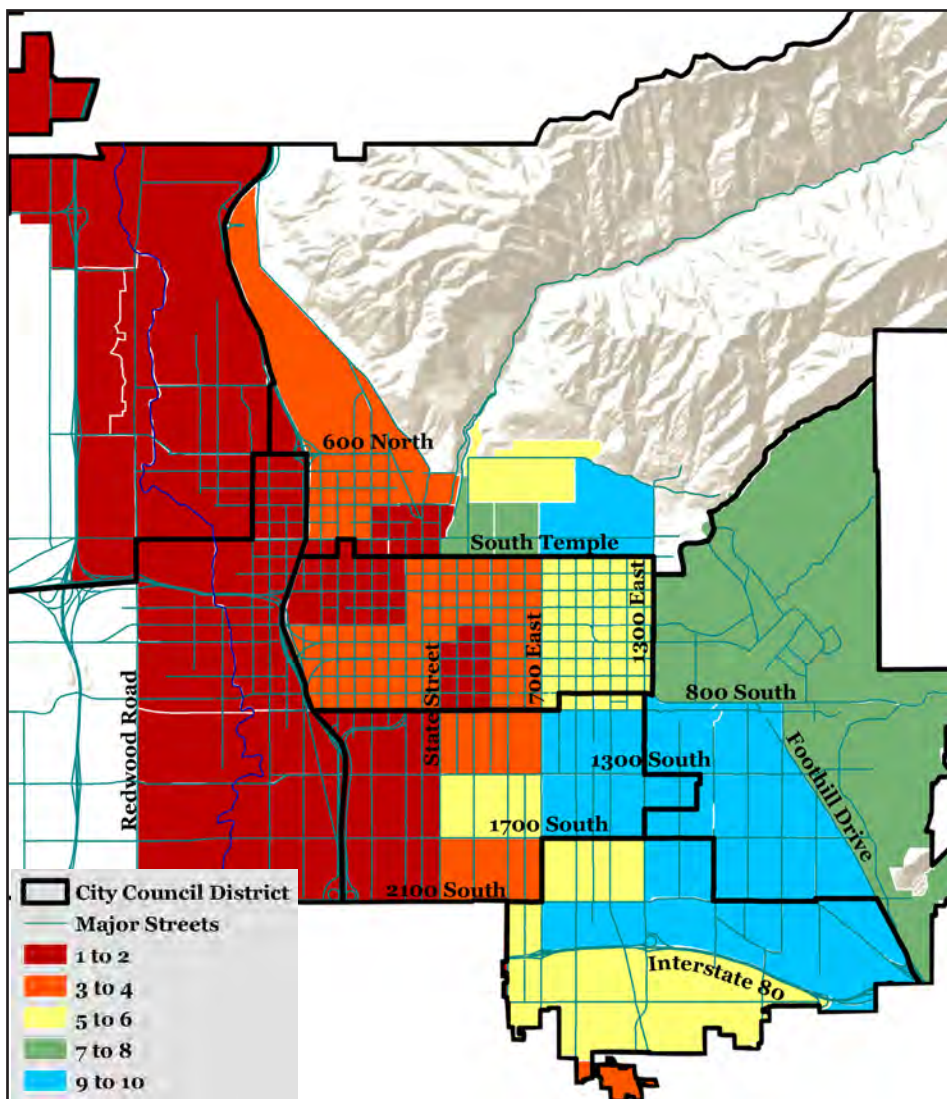 600 North
South Temple
1300 East
700 East
State Street
800 South
Redwood Road
1300 South
Foothill Drive
1700 South
2100 South
Interstate 80
City Council District
Major Streets
1 to 2
3 to 4
5 to 6
7 to 8
9 to 10